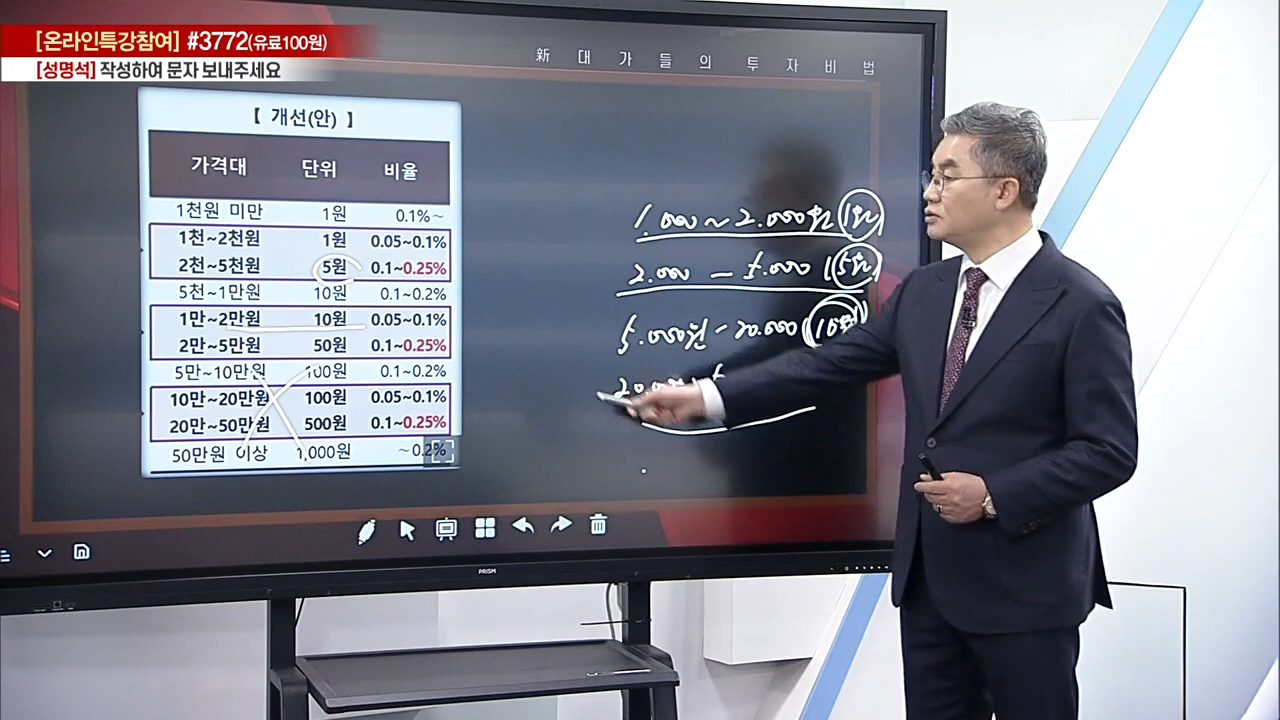 [온라인특강참여] #3772(유료100원)
[성명석] 작성하여 문자 보내주세요
新 대 가 들 의 투 자 비 법
【 개선(안) 】
가격대 단위 비율
1천원 미만 1원 0.1%~
1천~2천원 1원 0.05~0.1%
2천~5천원 5원 0.1~0.25%
5천~1만원 10원 0.1~0.2%
1만~2만원 10원 0.05~0.1%
2만~5만원 50원 0.1~0.25%
5만~10만원 100원 0.1~0.2%
10만~20만원 100원 0.05~0.1%
20만~50만원 500원 0.1~0.25%
50만원 이상 1,000원 ~0.2%
1.000~2.000원 (1원)
2.000 - 5.000 (5원)
5.000원 - 20.000 (10원)
PRISM